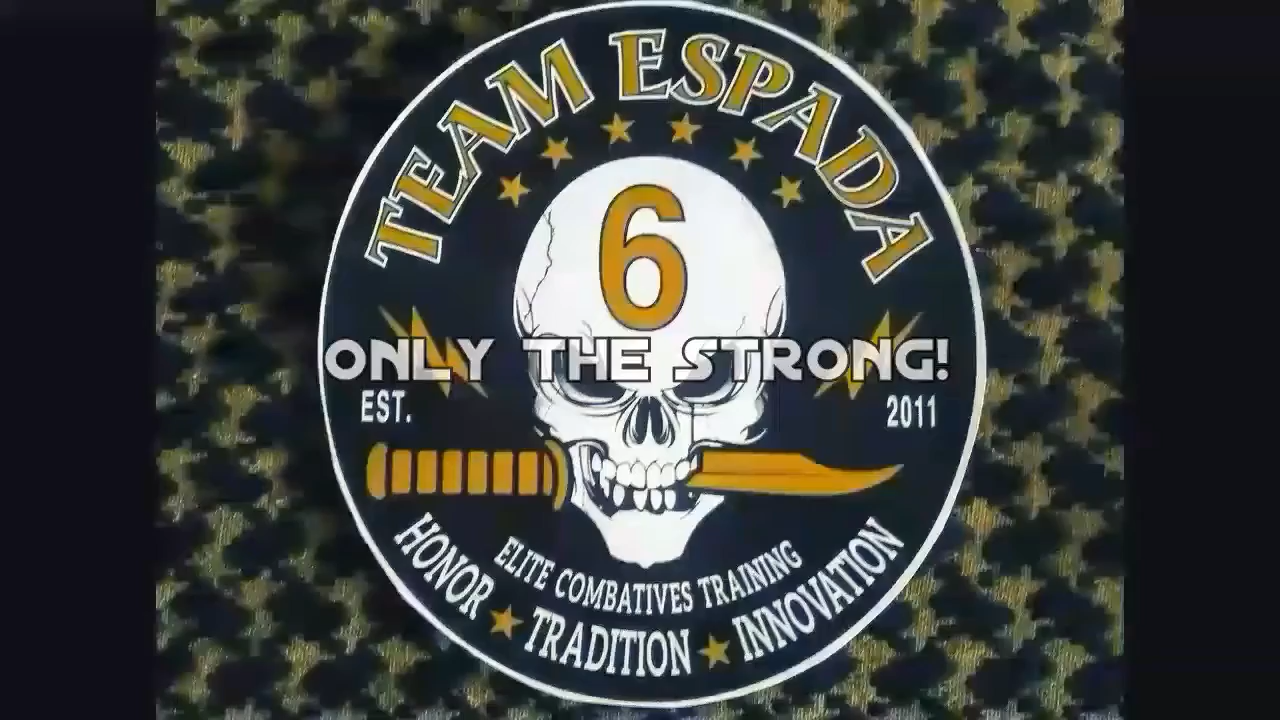 TEAM ESPADA
6
ONLY THE STRONG!
EST. 2011
ELITE COMBATIVES TRAINING
HONOR ★ TRADITION ★ INNOVATION